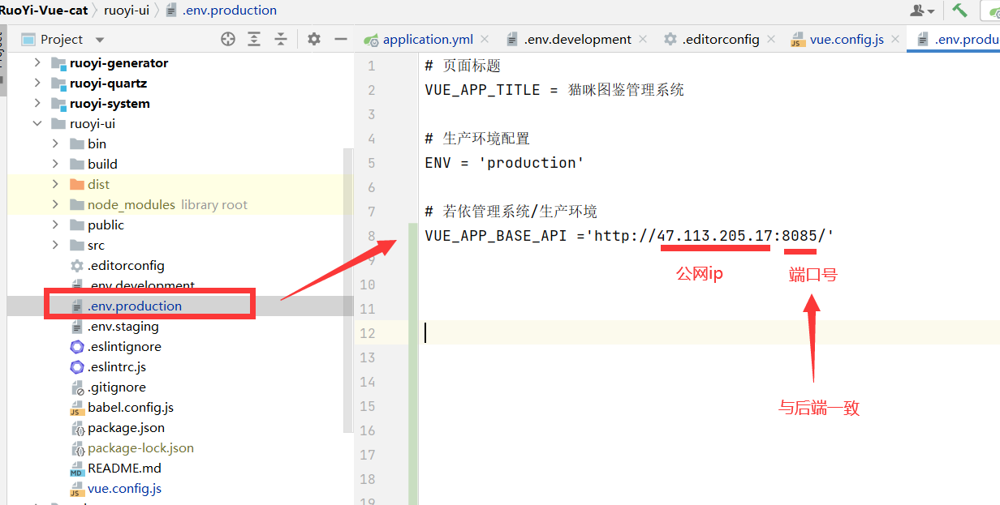 RuoYi-Vue-cat ruoyi-ui .env.production
Project
application.yml .env.development .editorconfig vue.config.js .env.produ
ruoyi-generator
ruoyi-quartz
ruoyi-system
ruoyi-ui
bin
build
dist
node_modules library root
public
src
.editorconfig
.env.development
.env.production
.env.staging
.eslintignore
.eslintrc.js
.gitignore
babel.config.js
package.json
package-lock.json
README.md
vue.config.js
1 # 页面标题
2 VUE_APP_TITLE = 猫咪图鉴管理系统
3
4 # 生产环境配置
5 ENV = 'production'
6
7 # 若依管理系统/生产环境
8 VUE_APP_BASE_API ='http://47.113.205.17:8085/'
9
公网ip 端口号
10
11
12
13
14
15
与后端一致
16
17
18
19